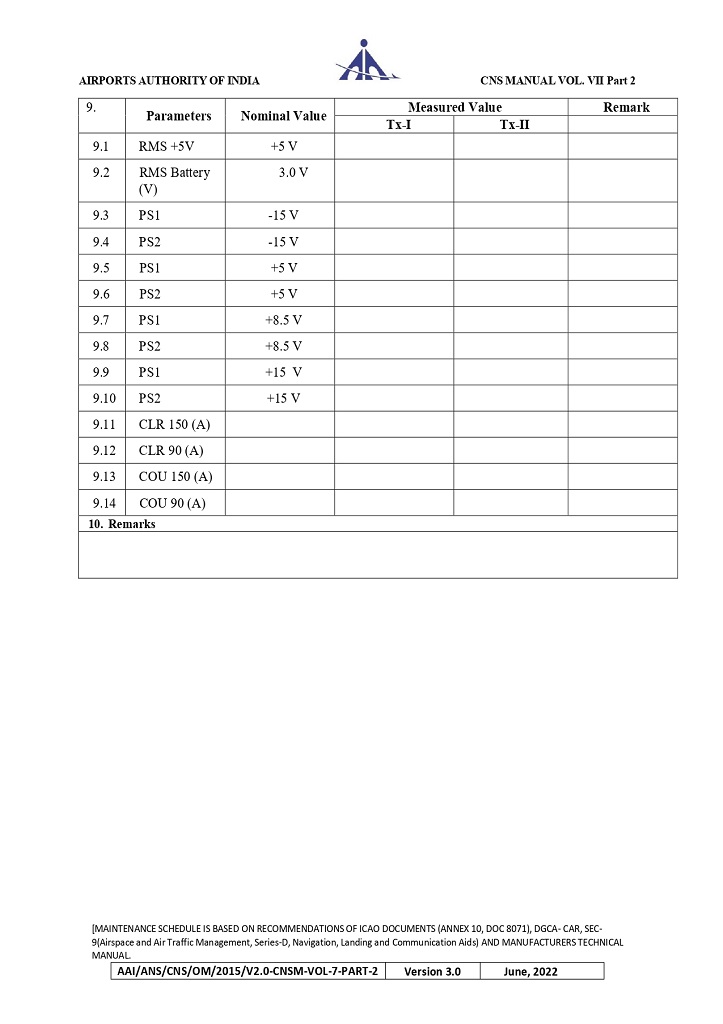 AIRPORTS AUTHORITY OF INDIA CNS MANUAL VOL. VII Part 2
9. Parameters Nominal Value Measured Value Remark
Tx-I Tx-II
9.1 RMS +5V +5 V
9.2 RMS Battery 3.0 V
(V)
9.3 PS1 -15 V
9.4 PS2 -15 V
9.5 PS1 +5 V
9.6 PS2 +5 V
9.7 PS1 +8.5 V
9.8 PS2 +8.5 V
9.9 PS1 +15 V
9.10 PS2 +15 V
9.11 CLR 150 (A)
9.12 CLR 90 (A)
9.13 COU 150 (A)
9.14 COU 90 (A)
10. Remarks
[MAINTENANCE SCHEDULE IS BASED ON RECOMMENDATIONS OF ICAO DOCUMENTS (ANNEX 10, DOC 8071), DGCA- CAR, SEC-
9(Airspace and Air Traffic Management, Series-D, Navigation, Landing and Communication Aids) AND MANUFACTURERS TECHNICAL
MANUAL.
AAI/ANS/CNS/OM/2015/V2.0-CNSM-VOL-7-PART-2 Version 3.0 June, 2022